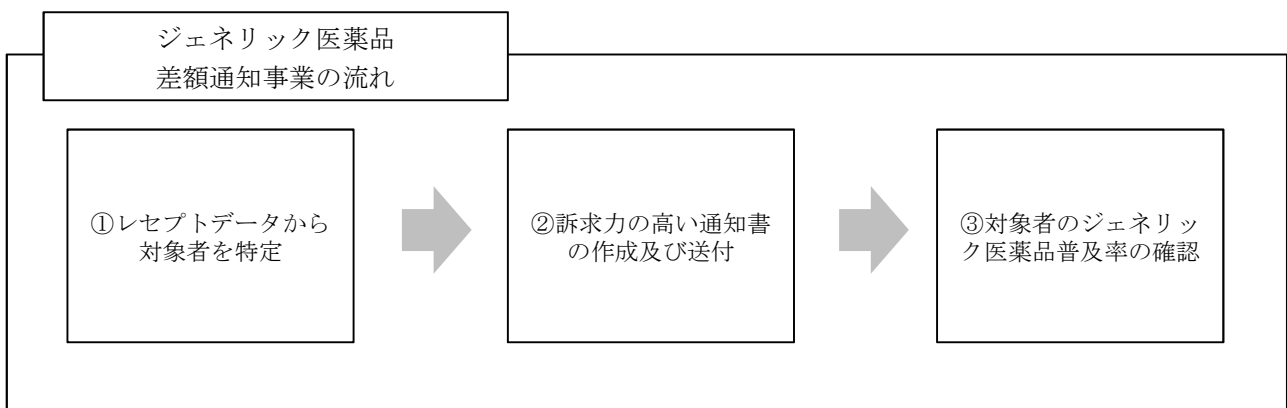 ジェネリック医薬品
差額通知事業の流れ
①レセプトデータから
対象者を特定
②訴求力の高い通知書
の作成及び送付
③対象者のジェネリッ
ク医薬品普及率の確認